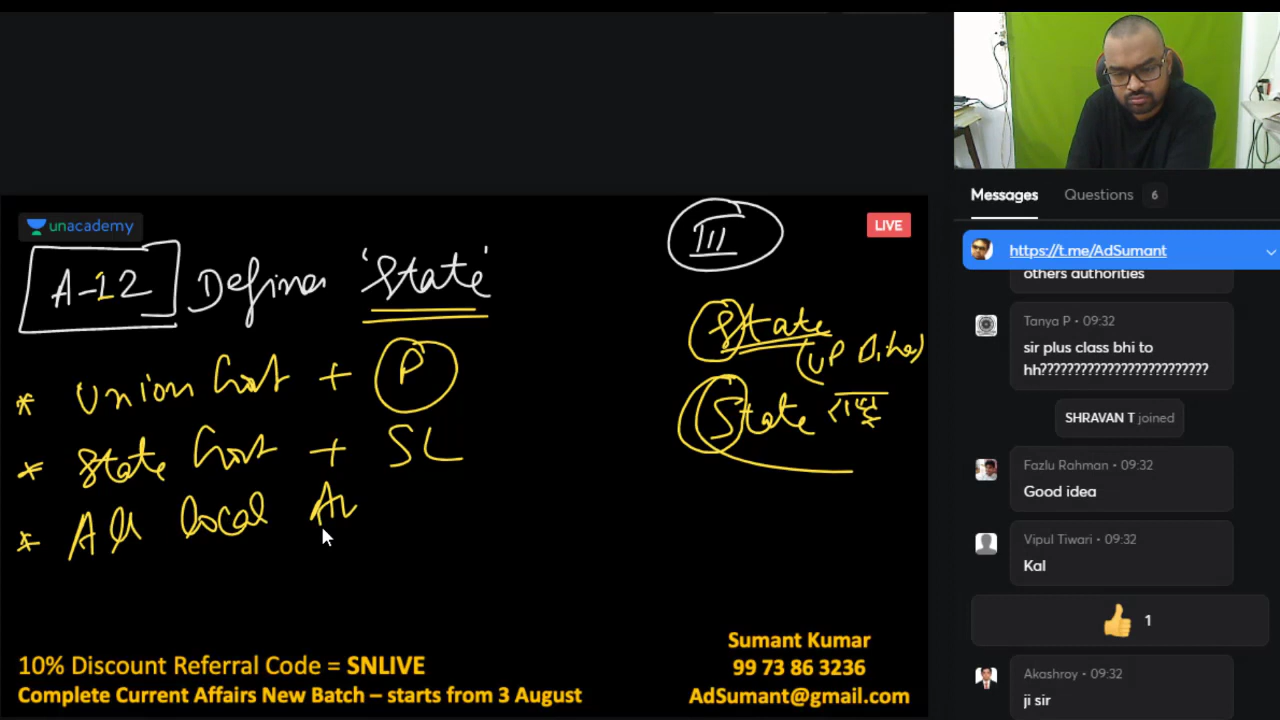 unacademy
LIVE
III
A-12 Defines 'State'
* Union Govt + P
* State Govt + SL
* All local Au
State
(UP Bihar)
State राष्ट्र
10% Discount Referral Code = SNLIVE
Complete Current Affairs New Batch – starts from 3 August
Sumant Kumar
99 73 86 3236
AdSumant@gmail.com
Messages
Questions 6
https://t.me/AdSumant
others authorities
Tanya P • 09:32
sir plus class bhi to
hh?????????????????????????
SHRAVAN T joined
Fazlu Rahman • 09:32
Good idea
Vipul Tiwari • 09:32
Kal
👍 1
Akashroy • 09:32
ji sir